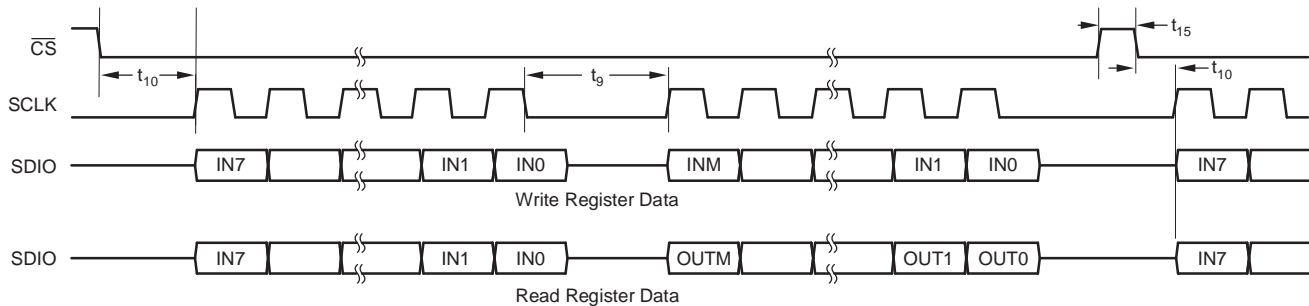 CS t15
t10 t9 t10
SCLK
SDIO IN7 IN1 IN0 INM IN1 IN0 IN7
Write Register Data
SDIO IN7 IN1 IN0 OUTM OUT1 OUT0 IN7
Read Register Data